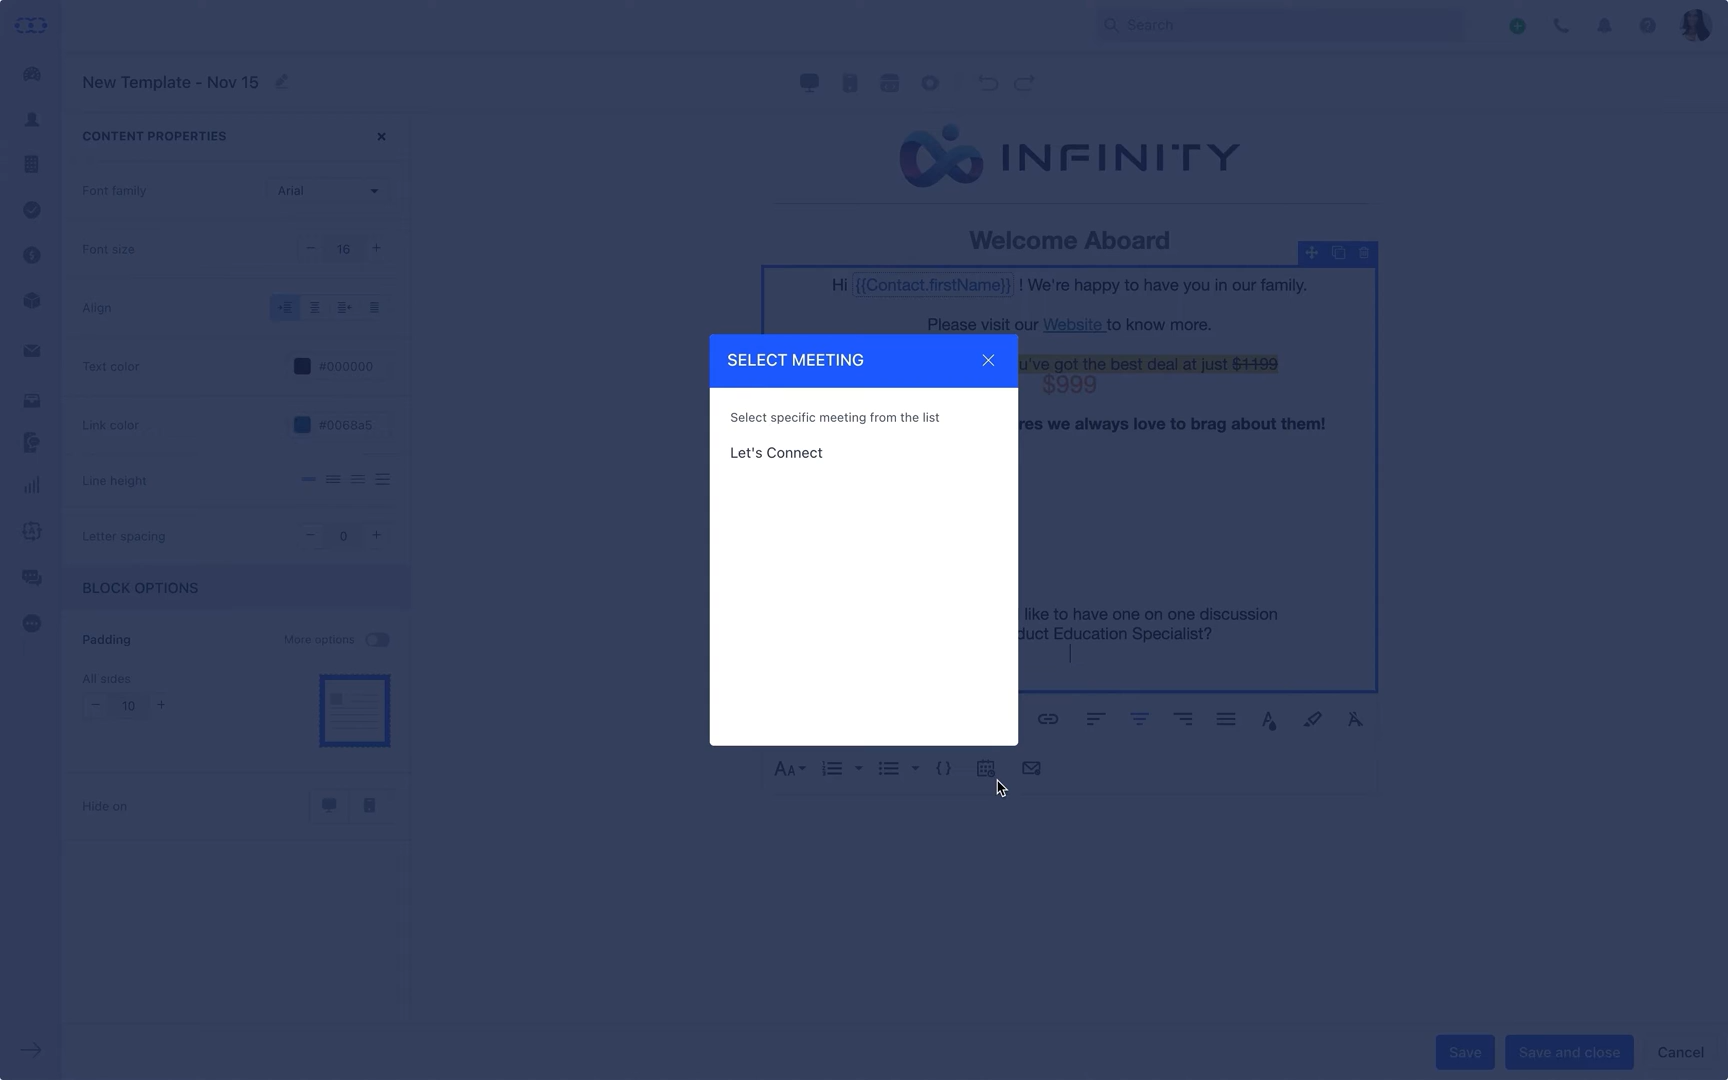 Search
New Template - Nov 15
CONTENT PROPERTIES
Font family
Arial
Font size
16
Align
Text color
#000000
Link color
#0068a5
Line height
Letter spacing
0
BLOCK OPTIONS
Padding
More options
All sides
10
Hide on
INFINITY
Welcome Aboard
Hi {{Contact.firstName}} ! We're happy to have you in our family.
Please visit our Website to know more.
u've got the best deal at just $1199
$999
res we always love to brag about them!
like to have one on one discussion
duct Education Specialist?
SELECT MEETING
Select specific meeting from the list
Let's Connect
Save
Save and close
Cancel